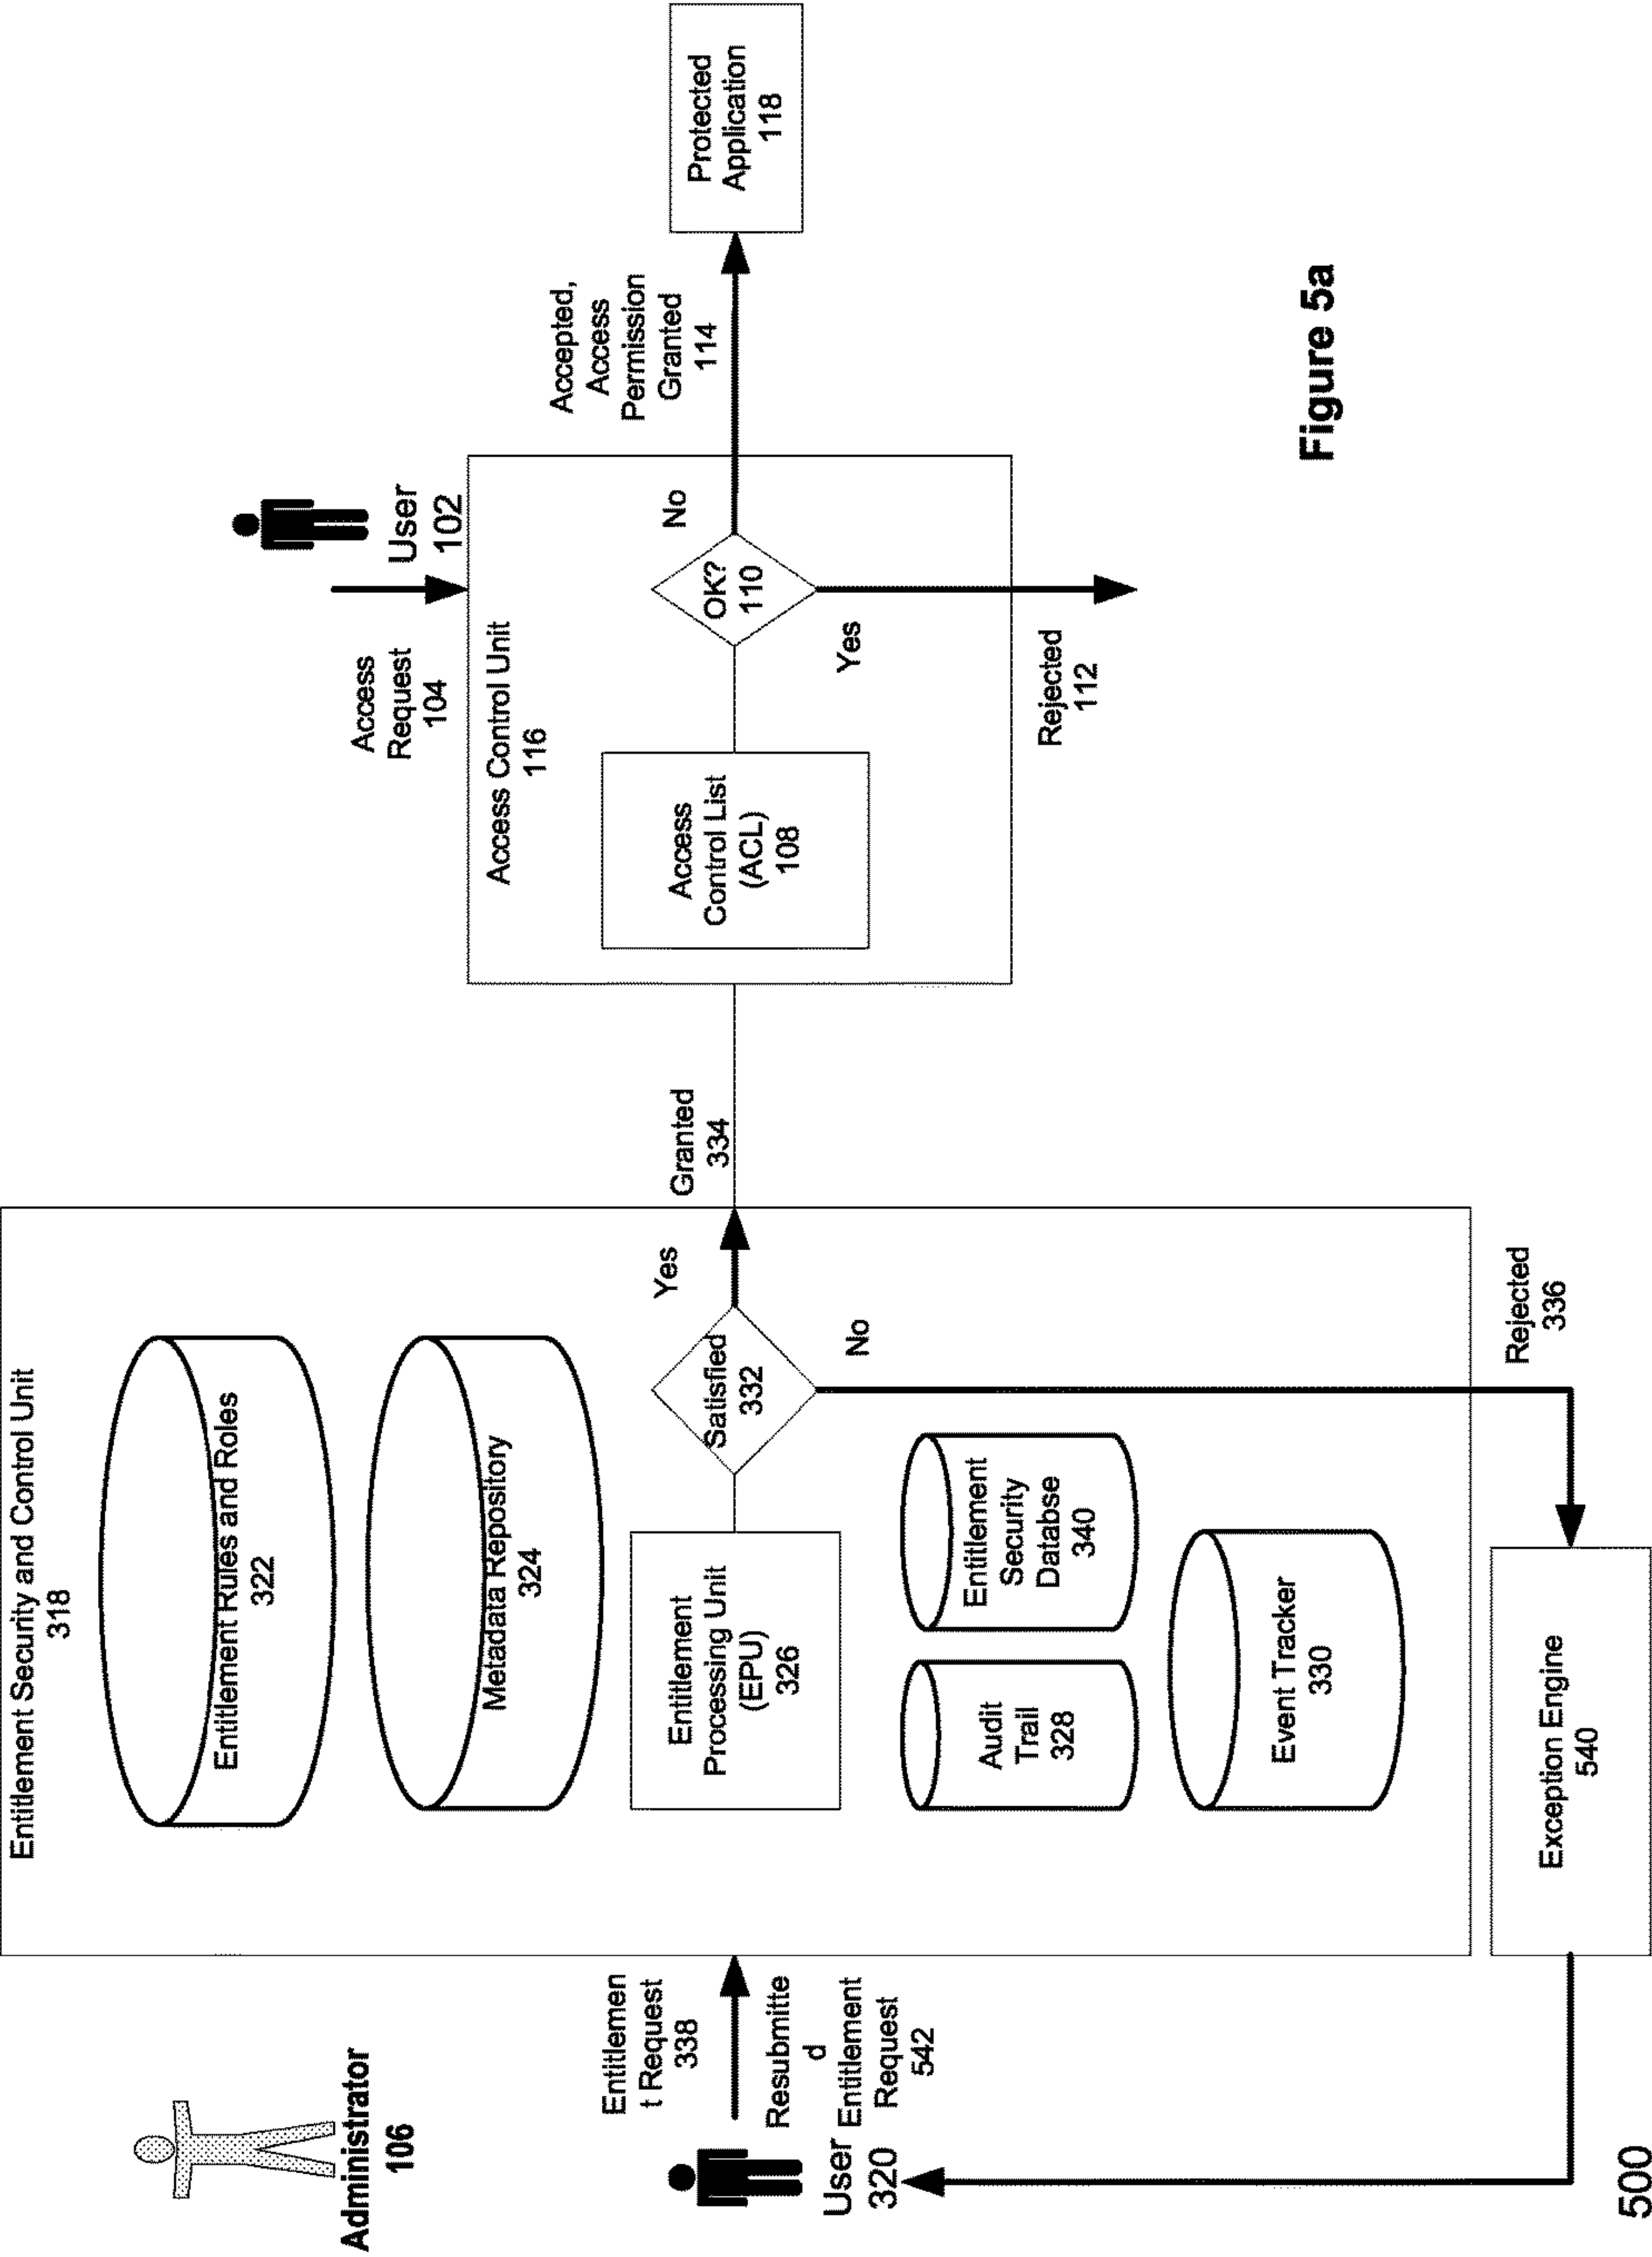 Administrator
106
Entitlemen
t Request
338
Resubmitte
d
Entitlement
Request
542
User
320
500
Entitlement Security and Control Unit
318
Entitlement Rules and Roles
322
Metadata Repository
324
Entitlement
Processing Unit
(EPU)
326
Satisfied
332
Yes
No
Audit
Trail
328
Entitlement
Security
Databse
340
Event Tracker
330
Exception Engine
540
Rejected
336
Granted
334
Access
Request
104
User
102
Access Control Unit
116
Access
Control List
(ACL)
108
OK?
110
No
Yes
Rejected
112
Accepted,
Access
Permission
Granted
114
Protected
Application
118
Figure 5a